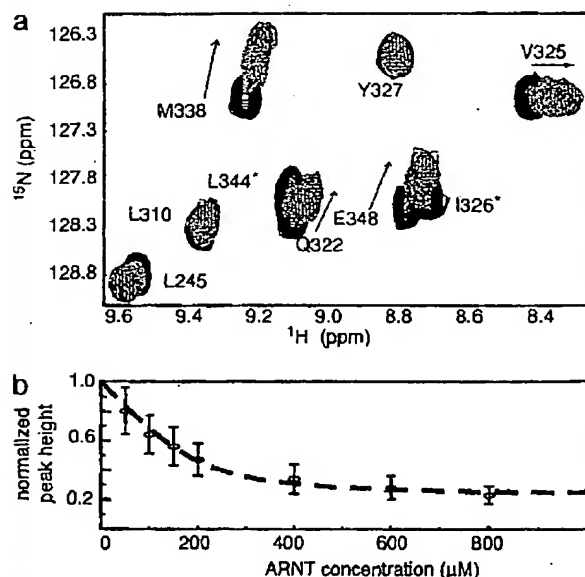 a
126.3
126.8
127.3
127.8
128.3
128.8
¹⁵N (ppm)
M338
Y327
V325
L344*
L310
Q322
E348
I326*
L245
9.6
9.4
9.2
9.0
8.8
8.6
8.4
¹H (ppm)
b
1.0
0.6
0.2
normalized
peak height
0
200
400
600
800
ARNT concentration (μM)